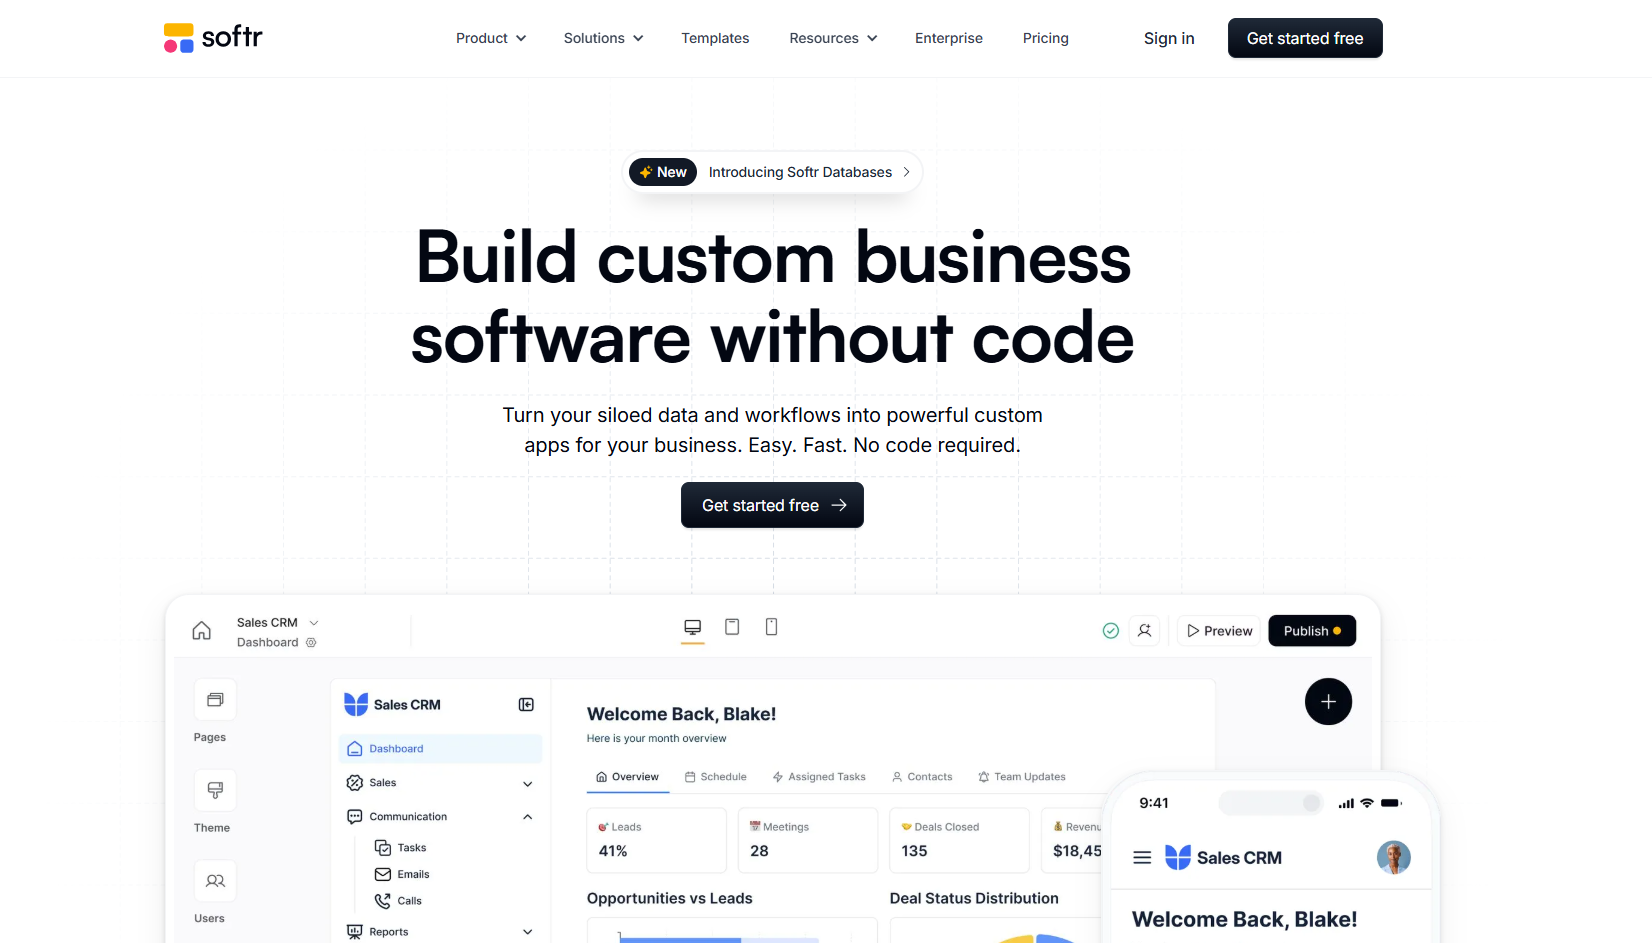 softr
Product
Solutions
Templates
Resources
Enterprise
Pricing
Sign in
Get started free
New
Introducing Softr Databases
Build custom business
software without code
Turn your siloed data and workflows into powerful custom
apps for your business. Easy. Fast. No code required.
Get started free
Sales CRM
Dashboard
Preview
Publish
Pages
Theme
Users
Sales CRM
Dashboard
Sales
Communication
Tasks
Emails
Calls
Reports
Welcome Back, Blake!
Here is your month overview
Overview
Schedule
Assigned Tasks
Contacts
Team Updates
Leads
41%
Meetings
28
Deals Closed
135
$18,45
Opportunities vs Leads
Deal Status Distribution
9:41
Sales CRM
Welcome Back, Blake!